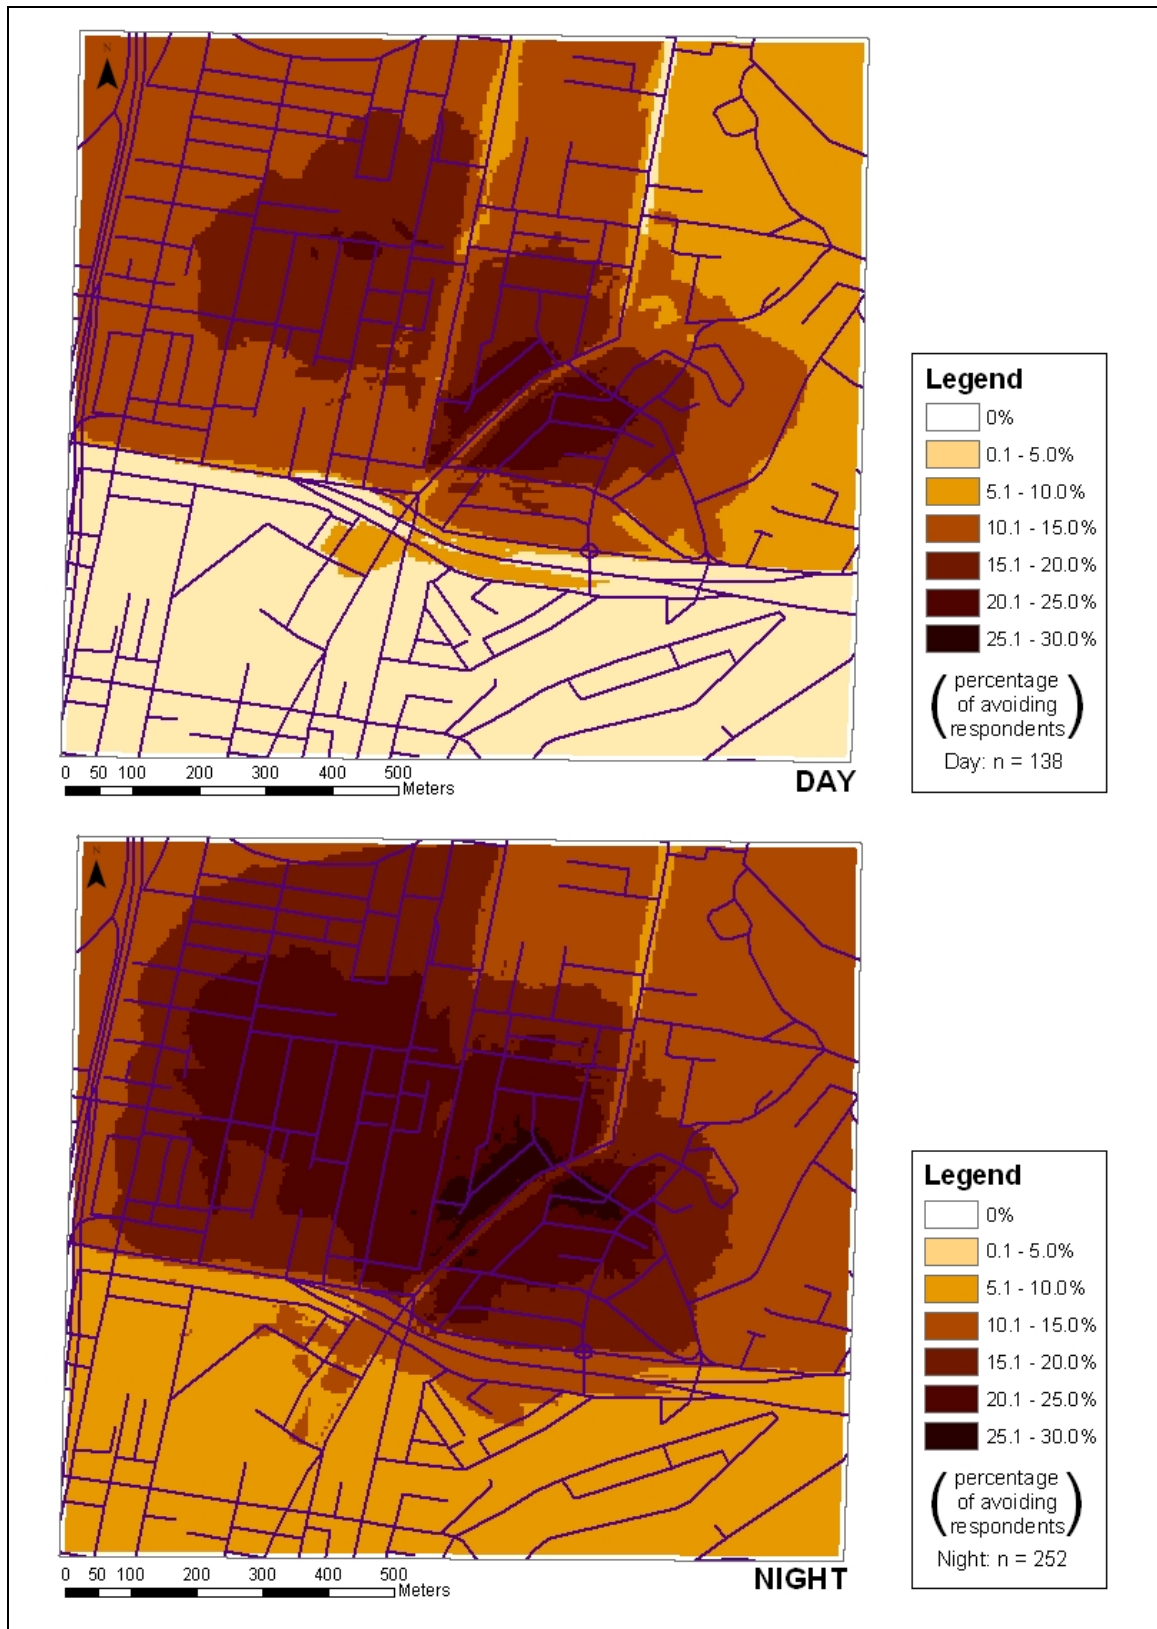 N
Legend
0%
0.1 - 5.0%
5.1 - 10.0%
10.1 - 15.0%
15.1 - 20.0%
20.1 - 25.0%
25.1 - 30.0%
(percentage
of avoiding
respondents)
Day: n = 138
0 50 100 200 300 400 500
Meters
DAY
N
Legend
0%
0.1 - 5.0%
5.1 - 10.0%
10.1 - 15.0%
15.1 - 20.0%
20.1 - 25.0%
25.1 - 30.0%
(percentage
of avoiding
respondents)
Night: n = 252
0 50 100 200 300 400 500
Meters
NIGHT